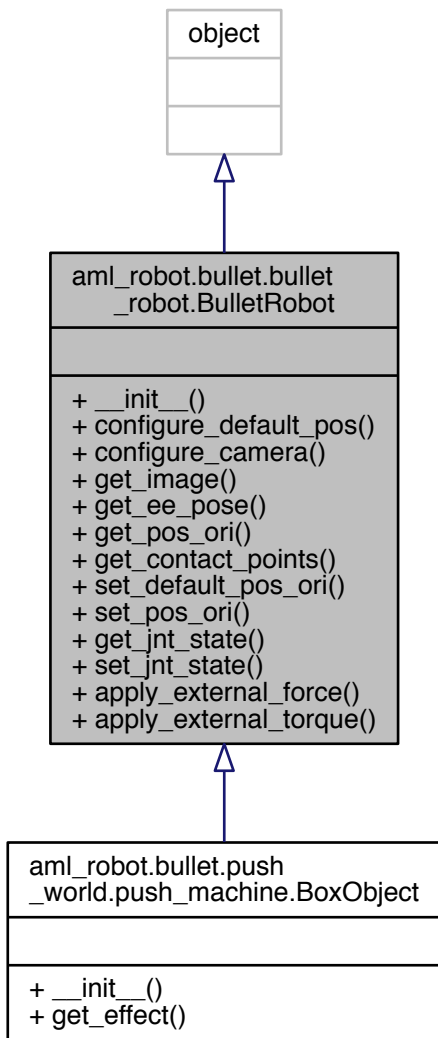 object
aml_robot.bullet.bullet
_robot.BulletRobot
+ __init__()
+ configure_default_pos()
+ configure_camera()
+ get_image()
+ get_ee_pose()
+ get_pos_ori()
+ get_contact_points()
+ set_default_pos_ori()
+ set_pos_ori()
+ get_jnt_state()
+ set_jnt_state()
+ apply_external_force()
+ apply_external_torque()
aml_robot.bullet.push
_world.push_machine.BoxObject
+ __init__()
+ get_effect()